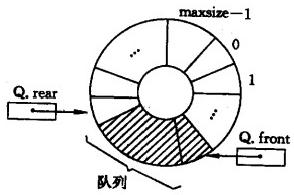 maxsize-1
0
1
...
...
Q. rear
Q. front
队列